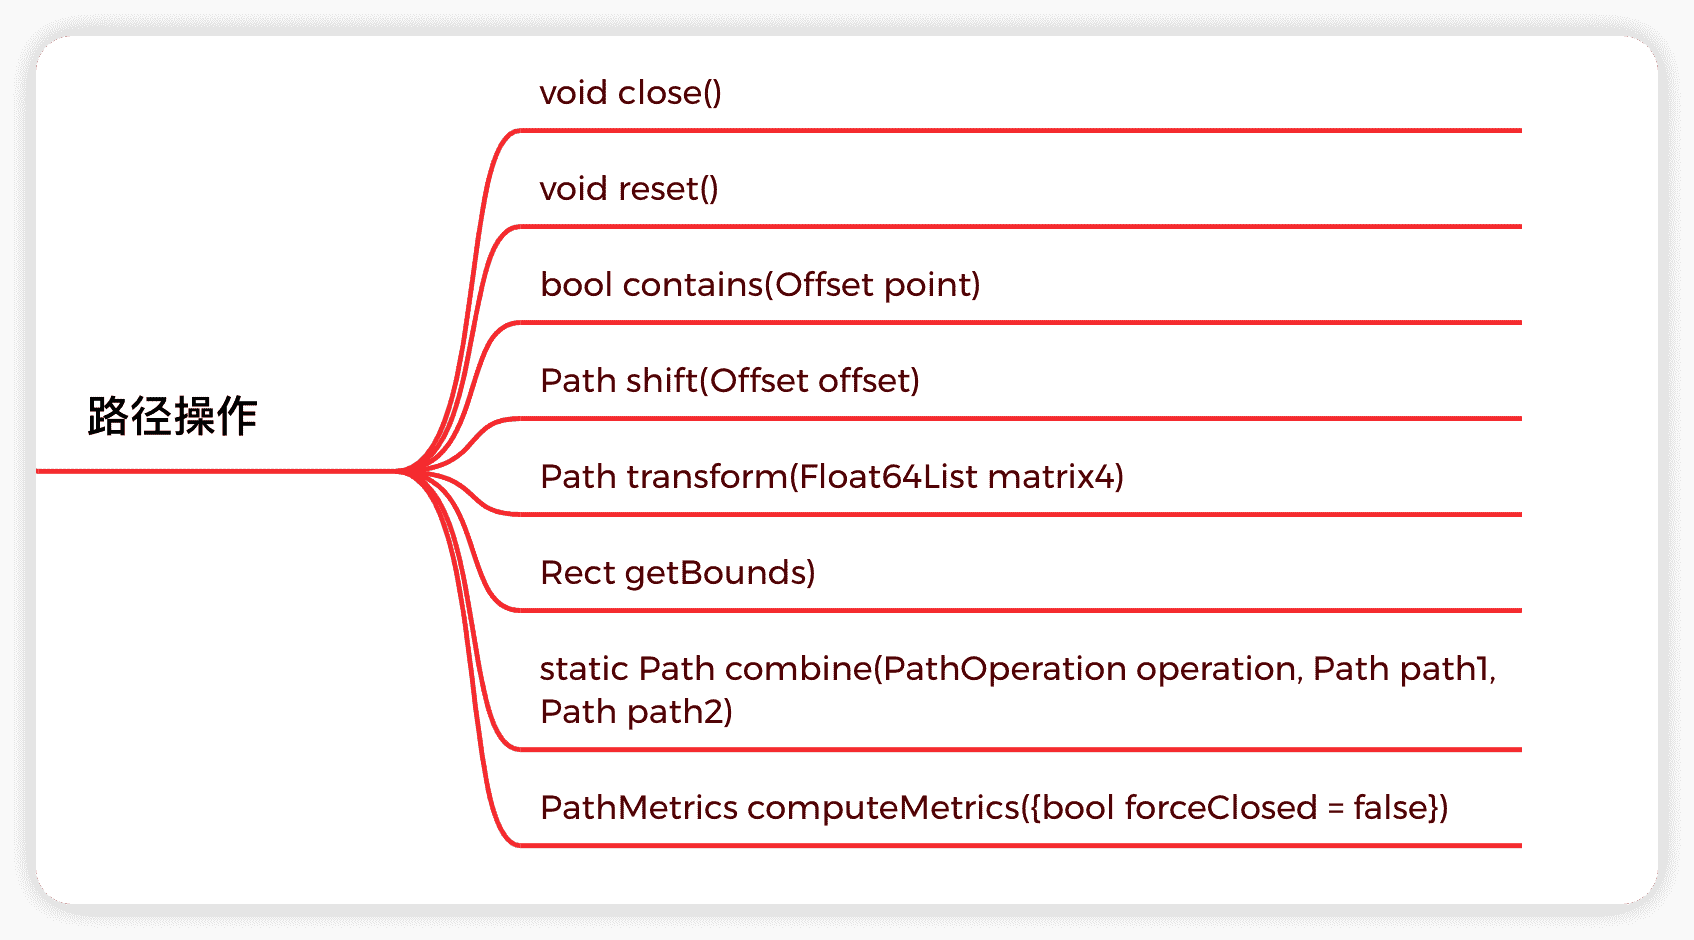 void close()
void reset()
bool contains(Offset point)
Path shift(Offset offset)
路径操作
Path transform(Float64List matrix4)
Rect getBounds)
static Path combine(PathOperation operation, Path path1,
Path path2)
PathMetrics computeMetrics({bool forceClosed = false})